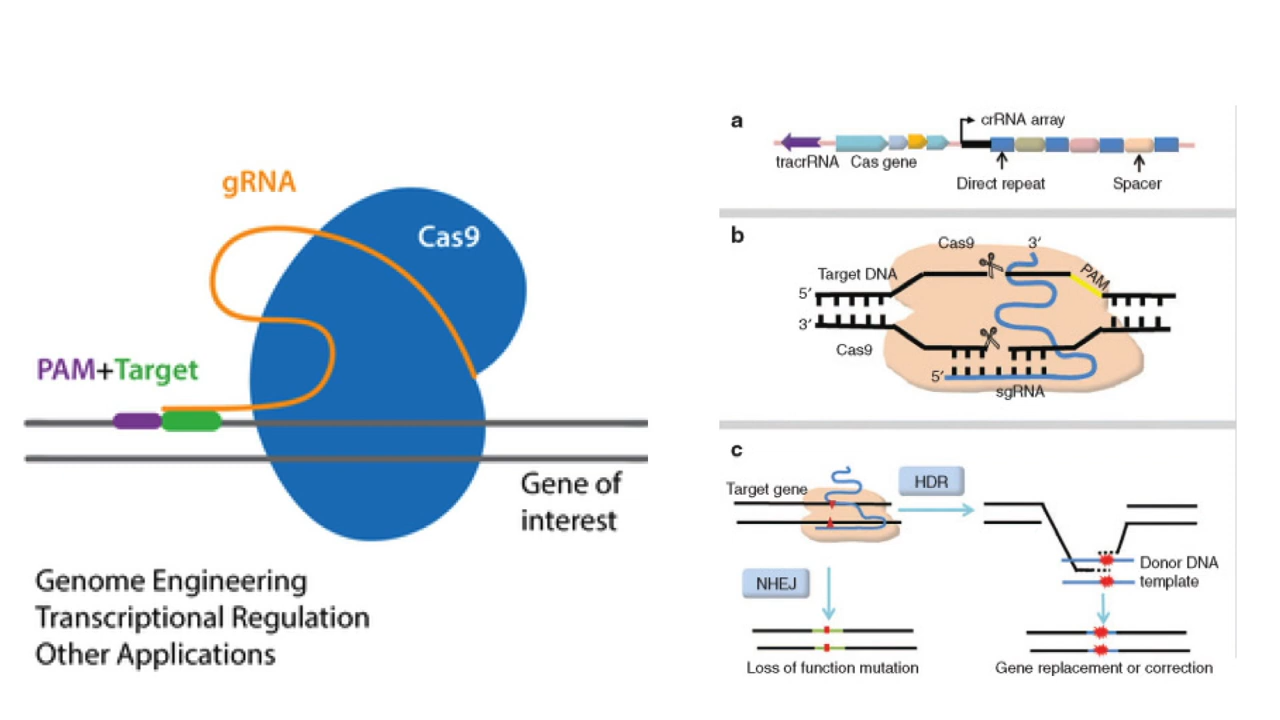 gRNA
Cas9
PAM+Target
Gene of
interest
Genome Engineering
Transcriptional Regulation
Other Applications
a
crRNA array
tracrRNA
Cas gene
Direct repeat
Spacer
b
Cas9
3′
Target DNA
PAM
5′
3′
Cas9
5′
sgRNA
c
Target gene
HDR
NHEJ
Donor DNA
template
Loss of function mutation
Gene replacement or correction